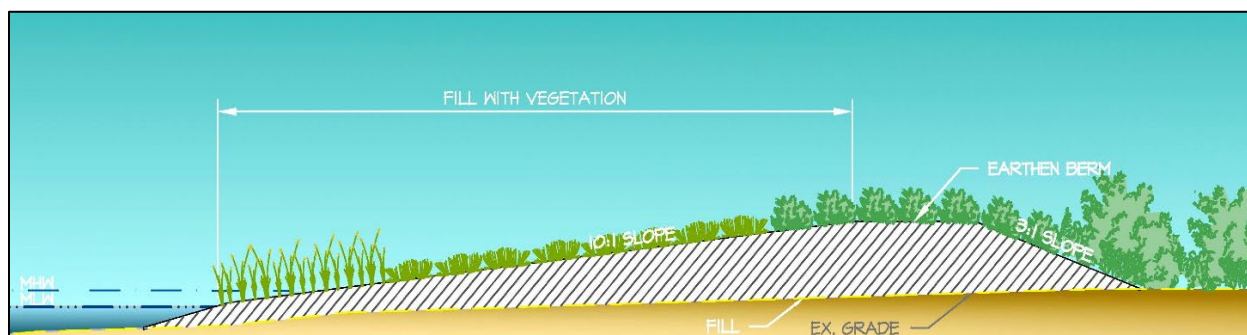 FILL WITH VEGETATION
EARTHEN BERM
10:1 SLOPE
3:1 SLOPE
MHW
MLW
FILL
EX. GRADE